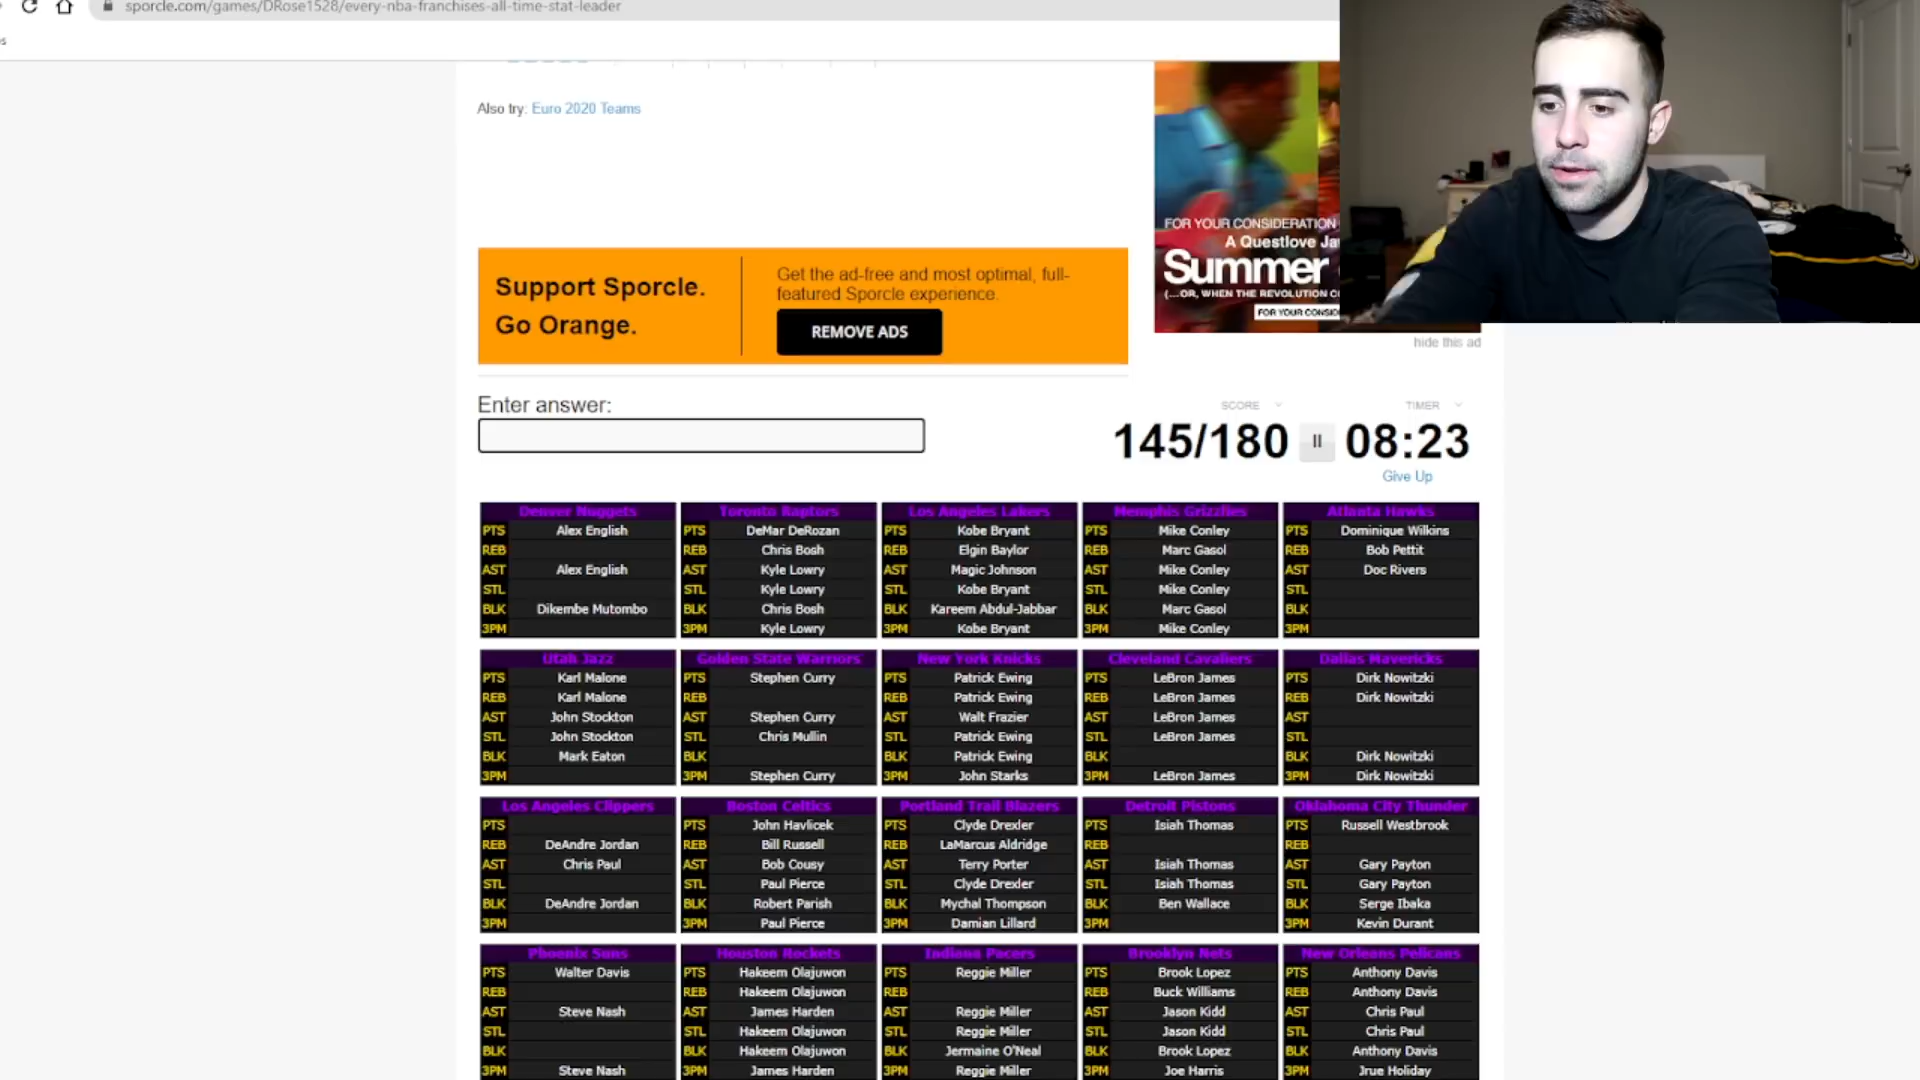 sporcle.com/games/DRose1528/every-nba-franchises-all-time-stat-leader
Also try: Euro 2020 Teams
Support Sporcle.
Go Orange.
Get the ad-free and most optimal, full-
featured Sporcle experience.
REMOVE ADS
FOR YOUR CONSIDERATION
A Questlove Ja
Summer
(...OR, WHEN THE REVOLUTION CO
FOR YOUR CONSID
hide this ad
Enter answer:
SCORE
TIMER
145/180
08:23
Give Up
Denver Nuggets Toronto Raptors Los Angeles Lakers Memphis Grizzlies Atlanta Hawks
PTS Alex English PTS DeMar DeRozan PTS Kobe Bryant PTS Mike Conley PTS Dominique Wilkins
REB REB Chris Bosh REB Elgin Baylor REB Marc Gasol REB Bob Pettit
AST Alex English AST Kyle Lowry AST Magic Johnson AST Mike Conley AST Doc Rivers
STL STL Kyle Lowry STL Kobe Bryant STL Mike Conley STL
BLK Dikembe Mutombo BLK Chris Bosh BLK Kareem Abdul-Jabbar BLK Marc Gasol BLK
3PM 3PM Kyle Lowry 3PM Kobe Bryant 3PM Mike Conley 3PM
Utah Jazz Golden State Warriors New York Knicks Cleveland Cavaliers Dallas Mavericks
PTS Karl Malone PTS Stephen Curry PTS Patrick Ewing PTS LeBron James PTS Dirk Nowitzki
REB Karl Malone REB REB Patrick Ewing REB LeBron James REB Dirk Nowitzki
AST John Stockton AST Stephen Curry AST Walt Frazier AST LeBron James AST
STL John Stockton STL Chris Mullin STL Patrick Ewing STL LeBron James STL
BLK Mark Eaton BLK BLK Patrick Ewing BLK BLK Dirk Nowitzki
3PM 3PM Stephen Curry 3PM John Starks 3PM LeBron James 3PM Dirk Nowitzki
Los Angeles Clippers Boston Celtics Portland Trail Blazers Detroit Pistons Oklahoma City Thunder
PTS PTS John Havlicek PTS Clyde Drexler PTS Isiah Thomas PTS Russell Westbrook
REB DeAndre Jordan REB Bill Russell REB LaMarcus Aldridge REB REB
AST Chris Paul AST Bob Cousy AST Terry Porter AST Isiah Thomas AST Gary Payton
STL STL Paul Pierce STL Clyde Drexler STL Isiah Thomas STL Gary Payton
BLK DeAndre Jordan BLK Robert Parish BLK Mychal Thompson BLK Ben Wallace BLK Serge Ibaka
3PM 3PM Paul Pierce 3PM Damian Lillard 3PM 3PM Kevin Durant
Phoenix Suns Houston Rockets Indiana Pacers Brooklyn Nets New Orleans Pelicans
PTS Walter Davis PTS Hakeem Olajuwon PTS Reggie Miller PTS Brook Lopez PTS Anthony Davis
REB REB Hakeem Olajuwon REB REB Buck Williams REB Anthony Davis
AST Steve Nash AST James Harden AST Reggie Miller AST Jason Kidd AST Chris Paul
STL STL Hakeem Olajuwon STL Reggie Miller STL Jason Kidd STL Chris Paul
BLK BLK Hakeem Olajuwon BLK Jermaine O'Neal BLK Brook Lopez BLK Anthony Davis
3PM Steve Nash 3PM James Harden 3PM Reggie Miller 3PM Joe Harris 3PM Jrue Holiday